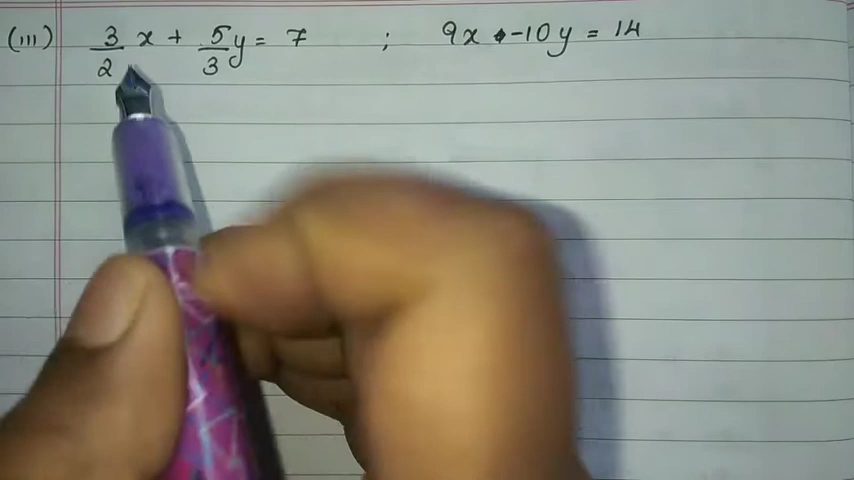 (iii) 3/2 x + 5/3 y = 7 ; 9x - 10y = 14